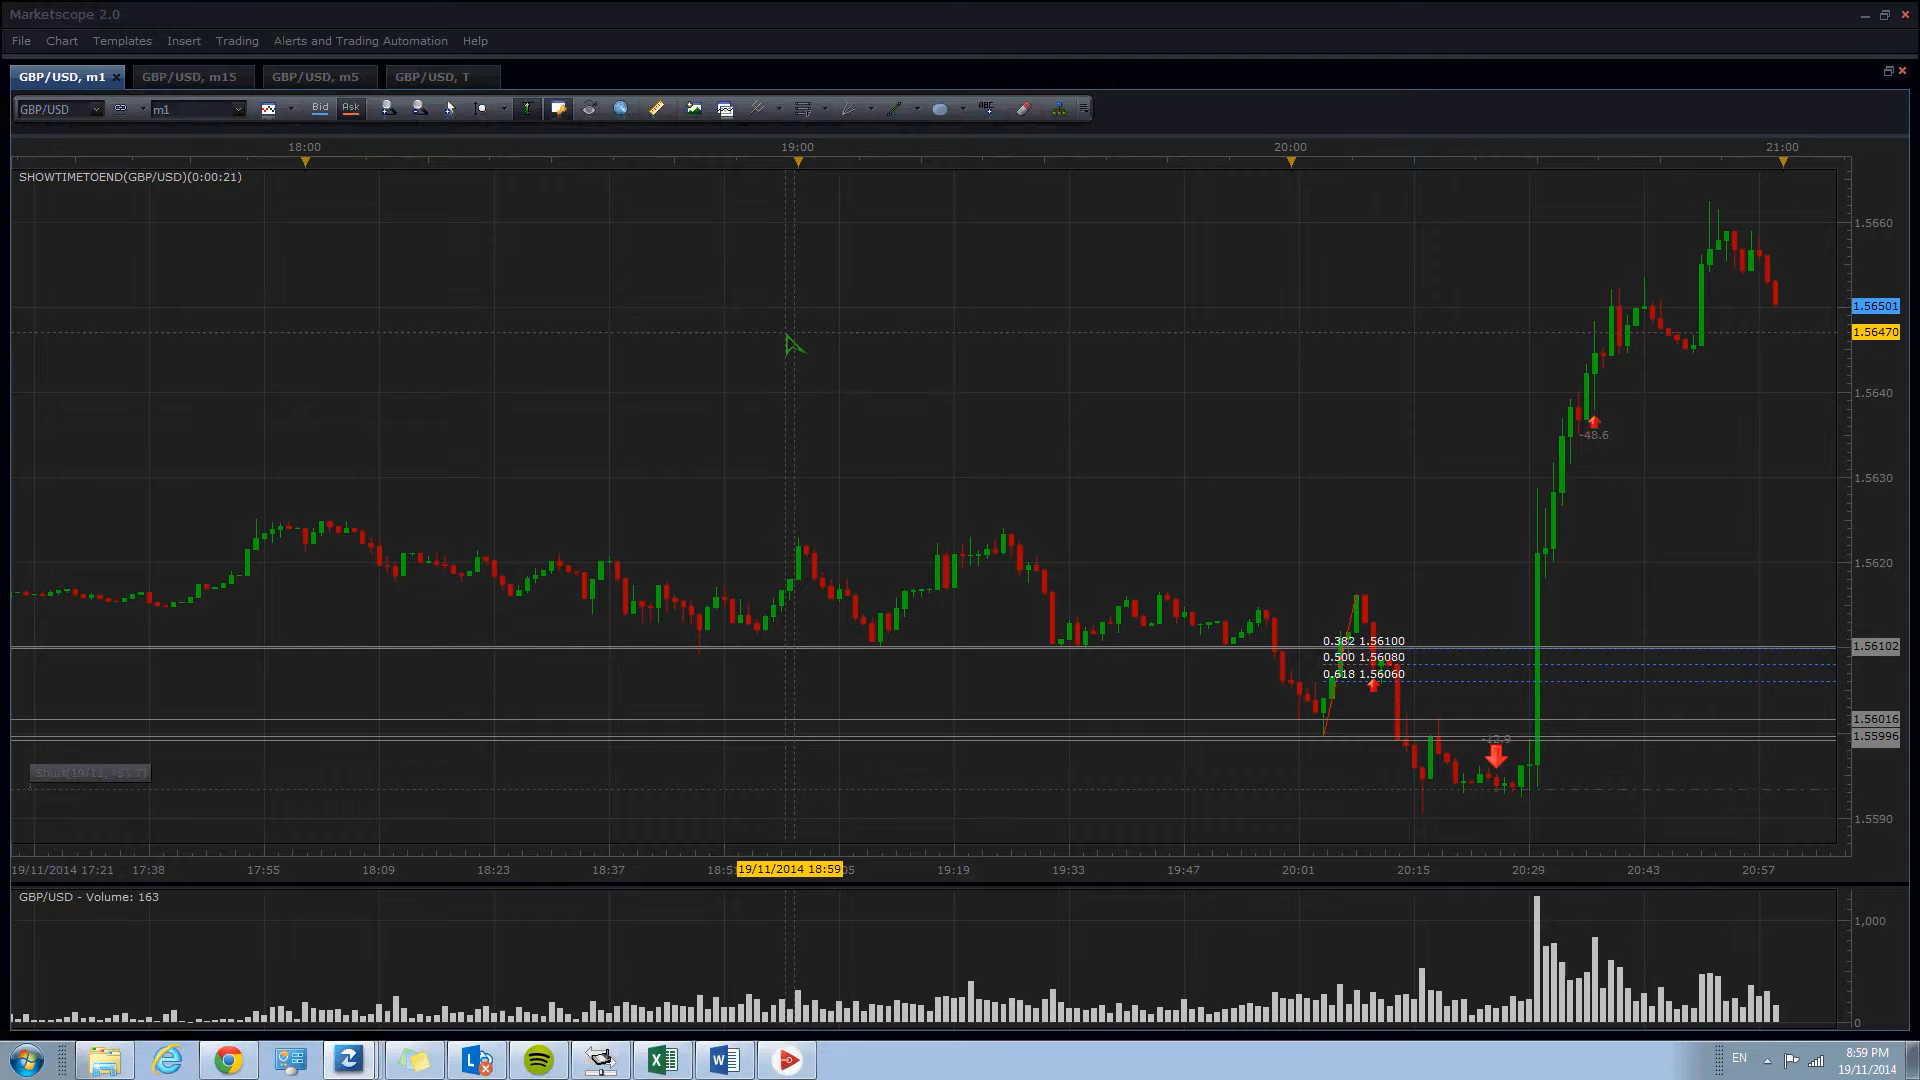 Marketscope 2.0
File Chart Templates Insert Trading Alerts and Trading Automation Help
GBP/USD, m1 GBP/USD, m15 GBP/USD, m5 GBP/USD, T
GBP/USD m1 Bid Ask ABC
18:00 19:00 20:00 21:00
SHOWTIMETOEND(GBP/USD)(0:00:21)
1.5660
1.56501
1.56470
1.5640
-48.6
1.5630
1.5620
0.382 1.56100
1.56102
0.500 1.56080
0.618 1.56060
1.56016
1.55996
-12.9
1.5590
19/11/2014 17:21 17:38 17:55 18:09 18:23 18:37 18:51 19/11/2014 18:59 19:19 19:33 19:47 20:01 20:15 20:29 20:43 20:57
GBP/USD - Volume: 163
1,000
0
EN
8:59 PM
19/11/2014